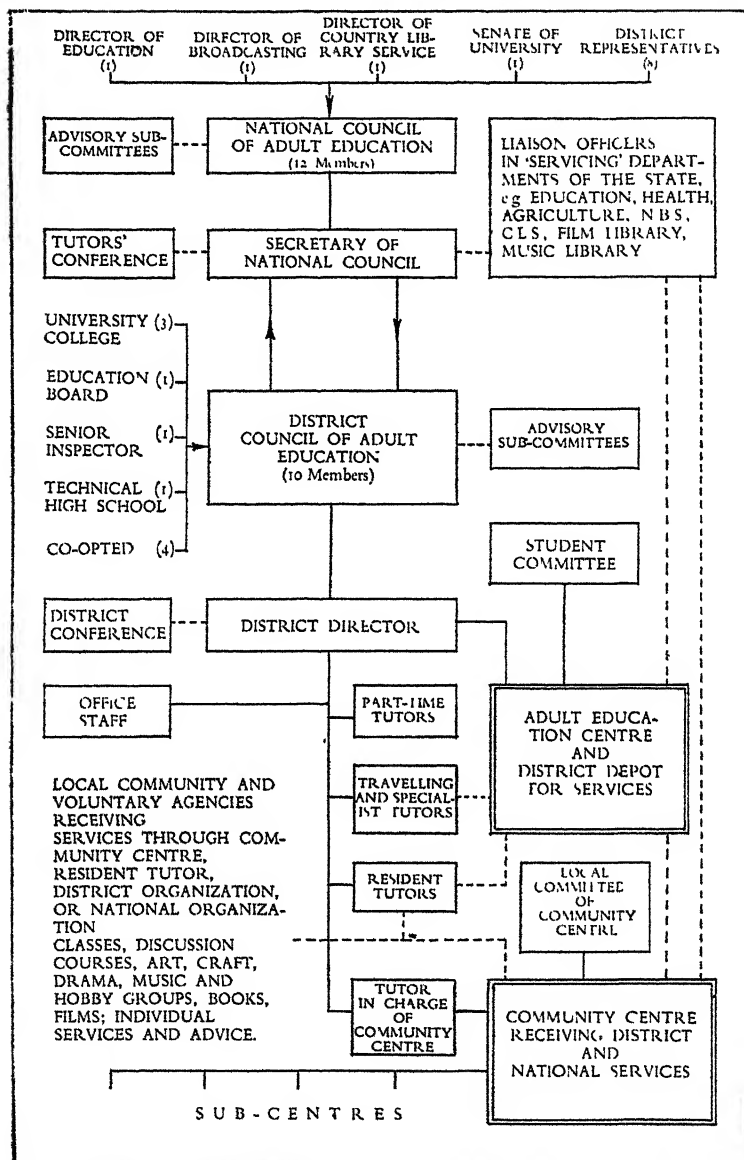 DIRECTOR OF
EDUCATION
(1)
DIRECTOR OF
BROADCASTING
(1)
DIRECTOR OF
COUNTRY LIB-
RARY SERVICE
(1)
SENATE OF
UNIVERSITY
(1)
DISTRICT
REPRESENTATIVES
(8)
ADVISORY SUB-
COMMITTEES
NATIONAL COUNCIL
OF ADULT EDUCATION
(12 Members)
LIAISON OFFICERS
IN 'SERVICING' DEPART-
MENTS OF THE STATE,
eg EDUCATION, HEALTH,
AGRICULTURE, N B S,
C L S, FILM LIBRARY,
MUSIC LIBRARY
TUTORS'
CONFERENCE
SECRETARY OF
NATIONAL COUNCIL
UNIVERSITY (3)
COLLEGE
EDUCATION (1)
BOARD
SENIOR (1)
INSPECTOR
TECHNICAL (1)
HIGH SCHOOL
CO-OPTED (4)
DISTRICT
COUNCIL OF ADULT
EDUCATION
(10 Members)
ADVISORY
SUB-COMMITTEES
STUDENT
COMMITTEE
DISTRICT
CONFERENCE
DISTRICT DIRECTOR
OFFICE
STAFF
PART-TIME
TUTORS
ADULT EDUCA-
TION CENTRE
AND
DISTRICT DEPOT
FOR SERVICES
LOCAL COMMUNITY AND
VOLUNTARY AGENCIES
RECEIVING
SERVICES THROUGH COM-
MUNITY CENTRE,
RESIDENT TUTOR,
DISTRICT ORGANIZATION,
OR NATIONAL ORGANIZA-
TION
CLASSES, DISCUSSION
COURSES, ART, CRAFT,
DRAMA, MUSIC AND
HOBBY GROUPS, BOOKS,
FILMS; INDIVIDUAL
SERVICES AND ADVICE.
TRAVELLING
AND SPECIAL-
IST TUTORS
RESIDENT
TUTORS
LOCAL
COMMITTEE
OF
COMMUNITY
CENTRE
TUTOR
IN CHARGE
OF
COMMUNITY
CENTRE
COMMUNITY CENTRE
RECEIVING DISTRICT
AND
NATIONAL SERVICES
SUB-CENTRES